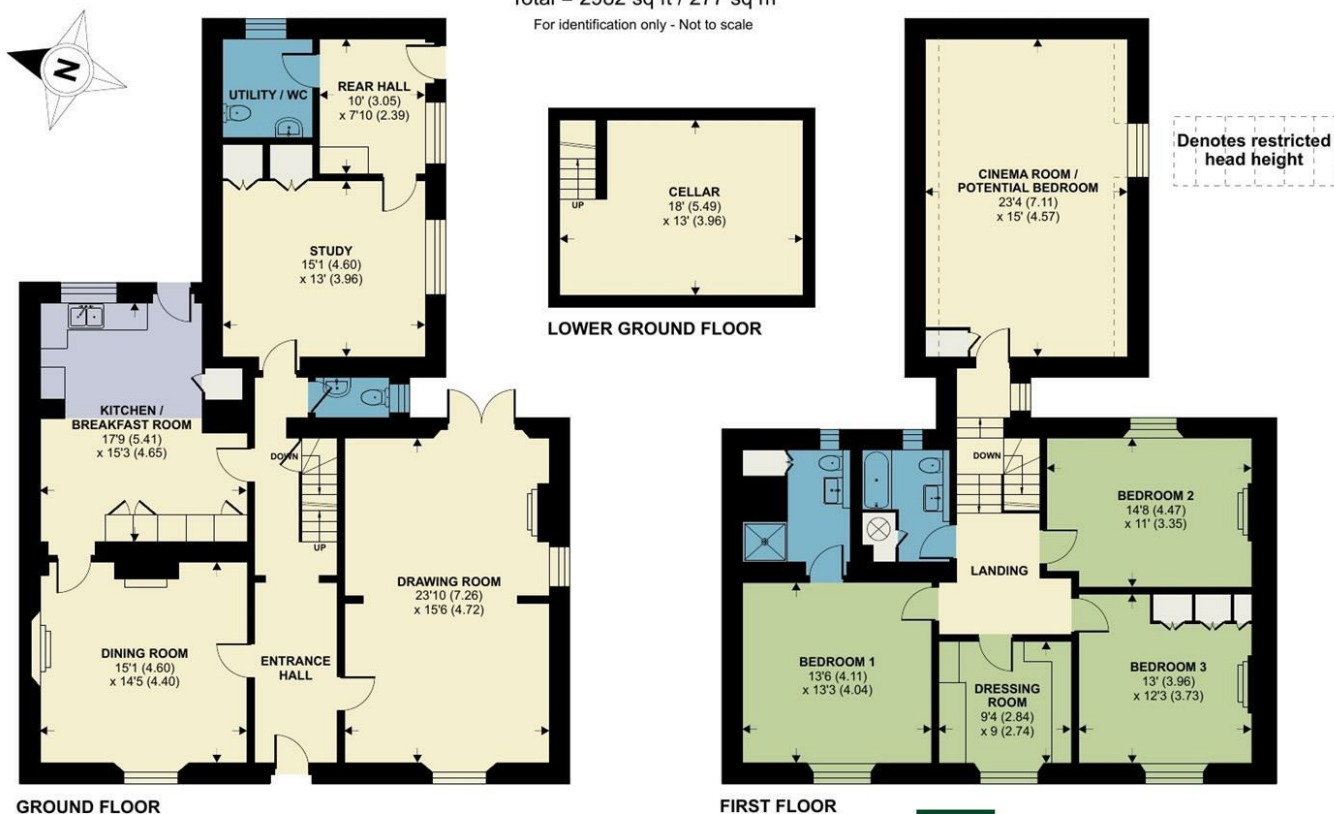 Total = 2982 sq ft / 277 sq m
For identification only - Not to scale
N
UTILITY / WC
REAR HALL
10' (3.05)
x 7'10 (2.39)
STUDY
15'1 (4.60)
x 13' (3.96)
KITCHEN /
BREAKFAST ROOM
17'9 (5.41)
x 15'3 (4.65)
DOWN
UP
DRAWING ROOM
23'10 (7.26)
x 15'6 (4.72)
DINING ROOM
15'1 (4.60)
x 14'5 (4.40)
ENTRANCE
HALL
GROUND FLOOR
UP
CELLAR
18' (5.49)
x 13' (3.96)
LOWER GROUND FLOOR
CINEMA ROOM /
POTENTIAL BEDROOM
23'4 (7.11)
x 15' (4.57)
Denotes restricted
head height
DOWN
BEDROOM 2
14'8 (4.47)
x 11' (3.35)
LANDING
BEDROOM 1
13'6 (4.11)
x 13'3 (4.04)
DRESSING
ROOM
9'4 (2.84)
x 9 (2.74)
BEDROOM 3
13' (3.96)
x 12'3 (3.73)
FIRST FLOOR